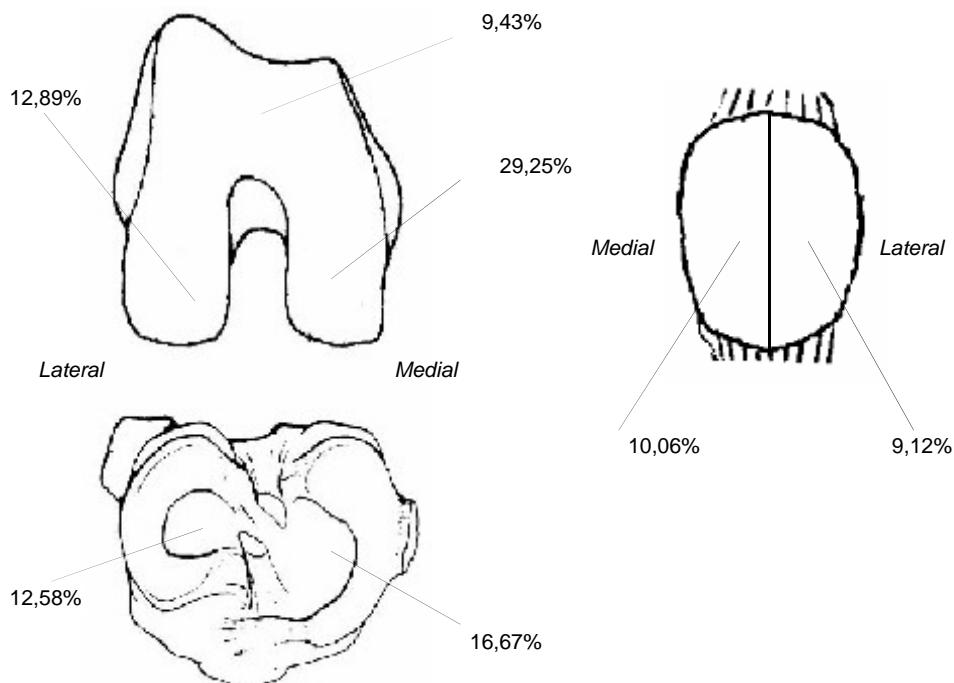 9,43%
12,89%
29,25%
Medial
Lateral
Lateral
Medial
10,06%
9,12%
12,58%
16,67%